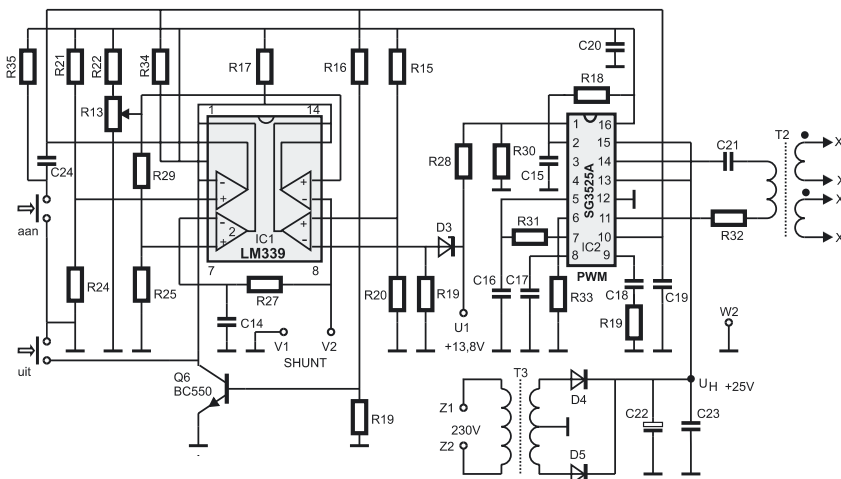 R35
R21
R22
R34
R17
R16
R15
C20
R18
R13
1
14
C24
R29
R28
R30
C15
1
2
3
4
5
6
7
8
16
15
14
13
12
11
10
9
SG3525A
IC2
PWM
C21
T2
X
X
X
X
aan
-
+
-
+
2
+
-
+
-
IC1
LM339
7
8
D3
R31
R32
R24
R25
R27
R20
R19
C16
C17
R33
C18
C19
C14
V1
V2
SHUNT
U1
+13,8V
R19
W2
uit
Q6
BC550
R19
T3
D4
D5
Z1
230V
Z2
UH +25V
C22
C23